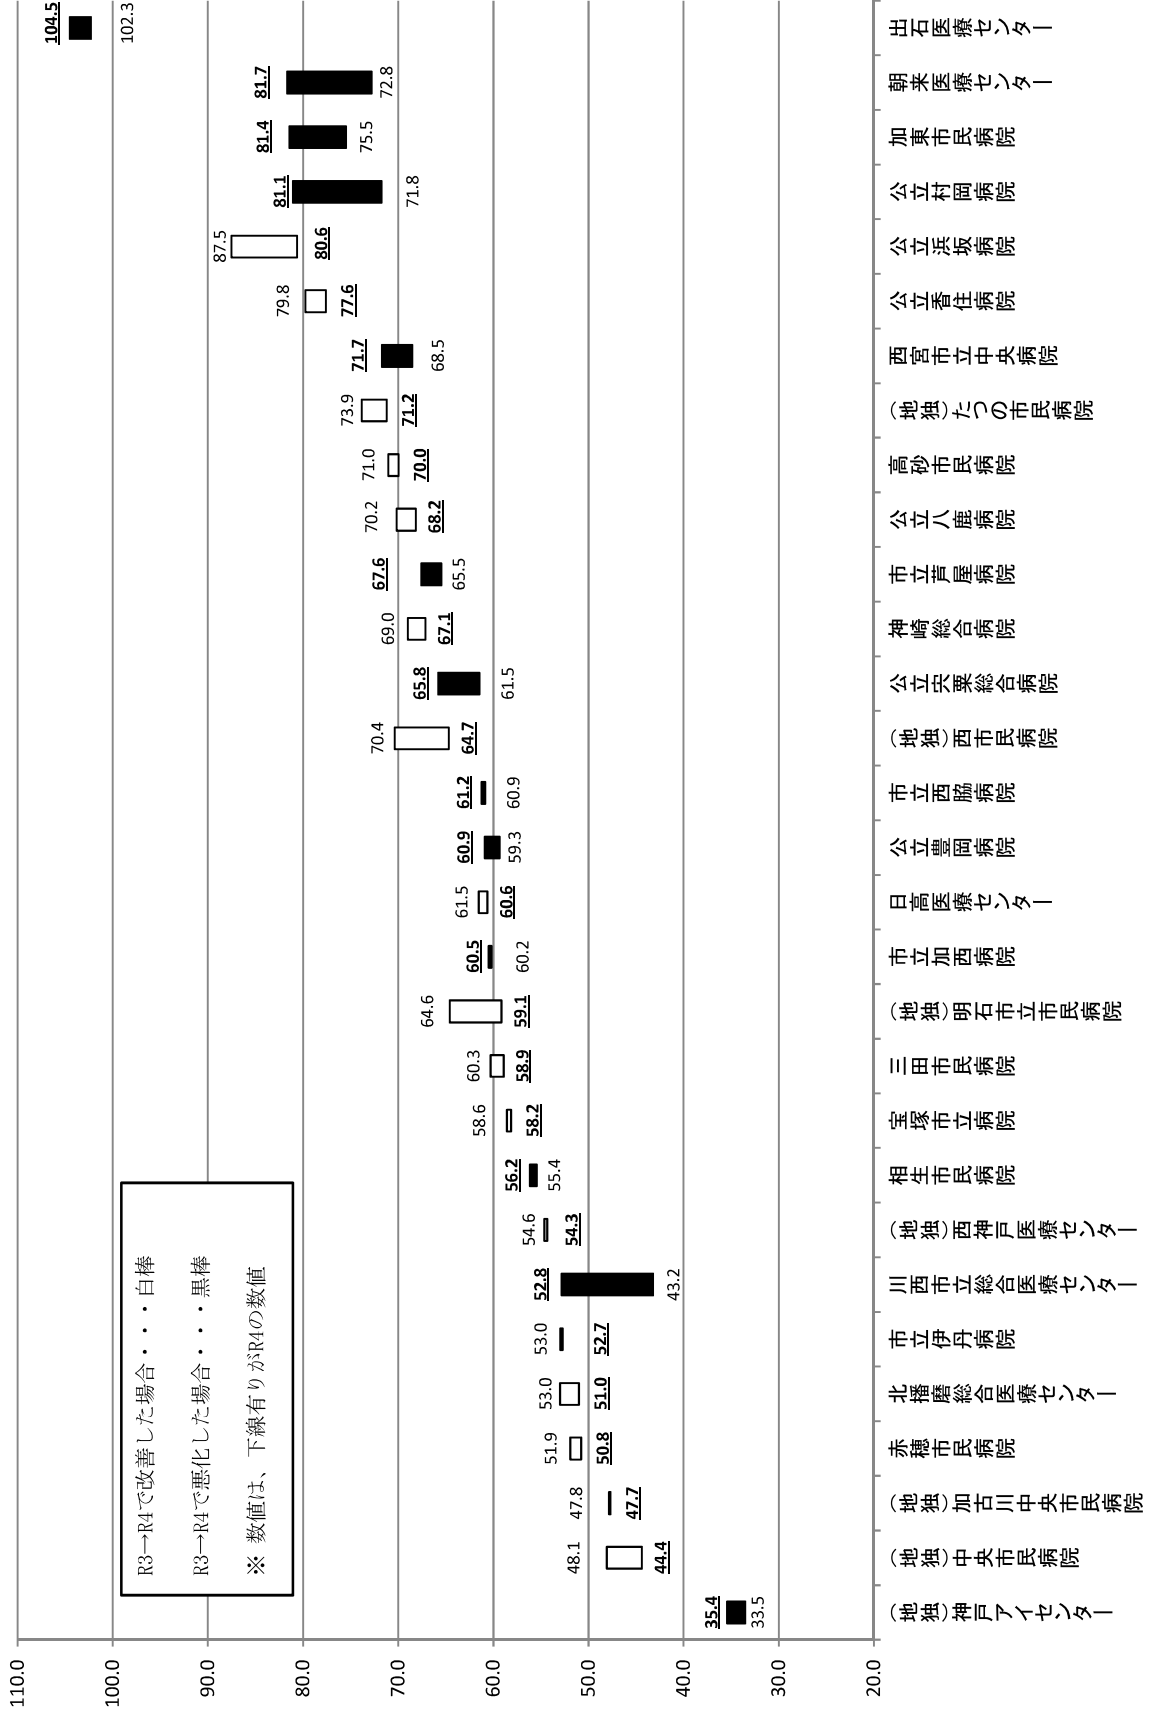 R3→R4で改善した場合・・・白棒
R3→R4で悪化した場合・・・黒棒
※ 数値は、下線有りがR4の数値
110.0
100.0
90.0
80.0
70.0
60.0
50.0
40.0
30.0
20.0
35.4
33.5
48.1
44.4
47.8
47.7
51.9
50.8
53.0
51.0
53.0
52.7
52.8
43.2
54.6
54.3
56.2
55.4
58.6
58.2
60.3
58.9
64.6
59.1
60.5
60.2
61.5
60.6
60.9
59.3
61.2
60.9
70.4
64.7
65.8
61.5
69.0
67.1
67.6
65.5
70.2
68.2
71.0
70.0
73.9
71.2
71.7
68.5
79.8
77.6
87.5
80.6
81.1
71.8
81.4
75.5
81.7
72.8
104.5
102.3
（地独）神戸アイセンター
（地独）中央市民病院
（地独）加古川中央市民病院
赤穂市民病院
北播磨総合医療センター
市立伊丹病院
川西市立総合医療センター
（地独）西神戸医療センター
相生市民病院
宝塚市立病院
三田市民病院
（地独）明石市立市民病院
市立加西病院
日高医療センター
公立豊岡病院
市立西脇病院
（地独）西市民病院
公立宍粟総合病院
神崎総合病院
市立芦屋病院
公立八鹿病院
高砂市民病院
（地独）たつの市民病院
西宮市立中央病院
公立香住病院
公立浜坂病院
公立村岡病院
加東市民病院
朝来医療センター
出石医療センター